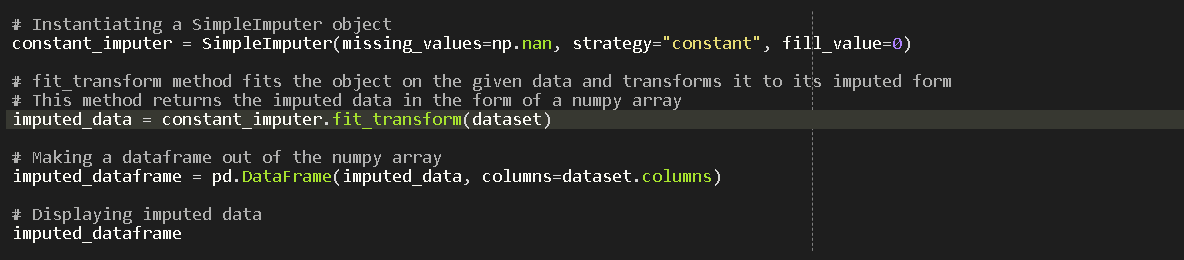 # Instantiating a SimpleImputer object
constant_imputer = SimpleImputer(missing_values=np.nan, strategy="constant", fill_value=0)
# fit_transform method fits the object on the given data and transforms it to its imputed form
# This method returns the imputed data in the form of a numpy array
imputed_data = constant_imputer.fit_transform(dataset)
# Making a dataframe out of the numpy array
imputed_dataframe = pd.DataFrame(imputed_data, columns=dataset.columns)
# Displaying imputed data
imputed_dataframe